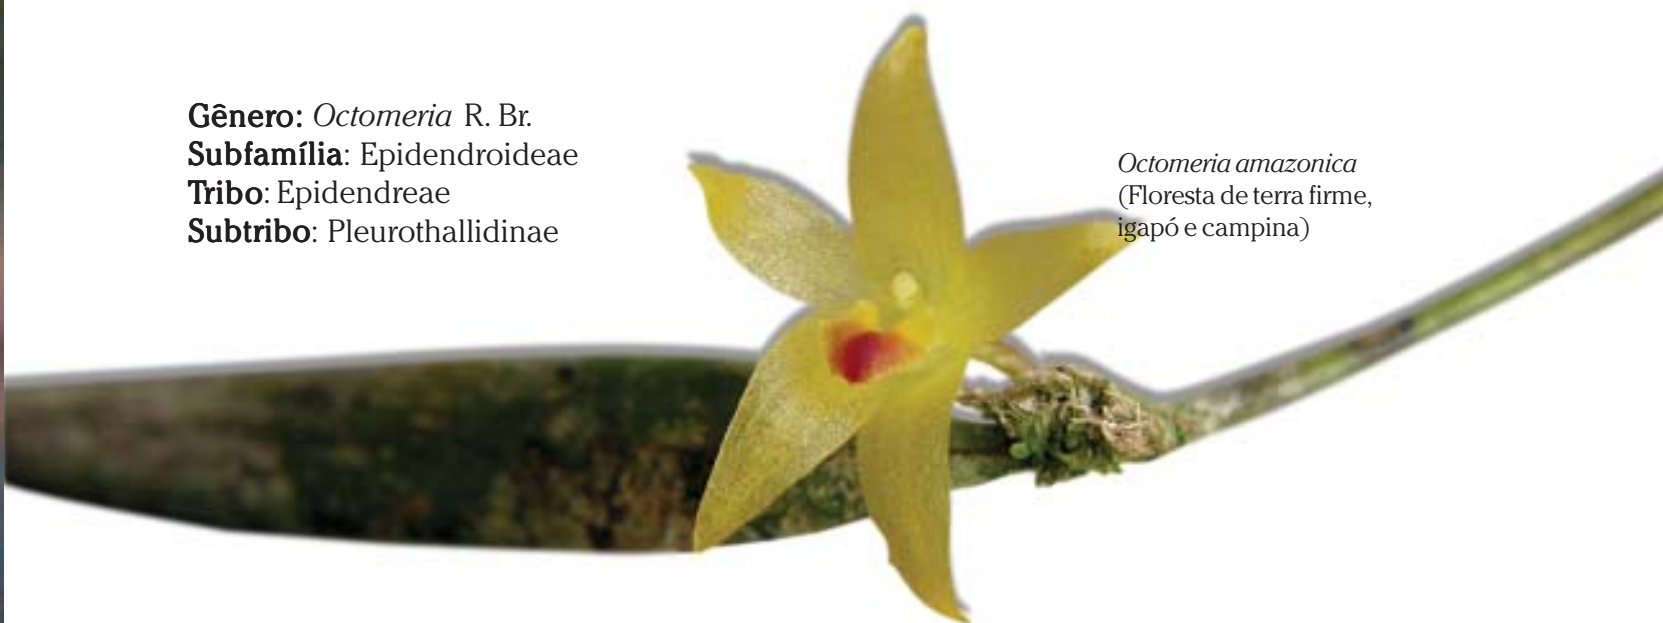 Gênero: Octomeria R. Br.
Subfamília: Epidendroideae
Tribo: Epidendreae
Subtribo: Pleurothallidinae
Octomeria amazonica
(Floresta de terra firme,
igapó e campina)